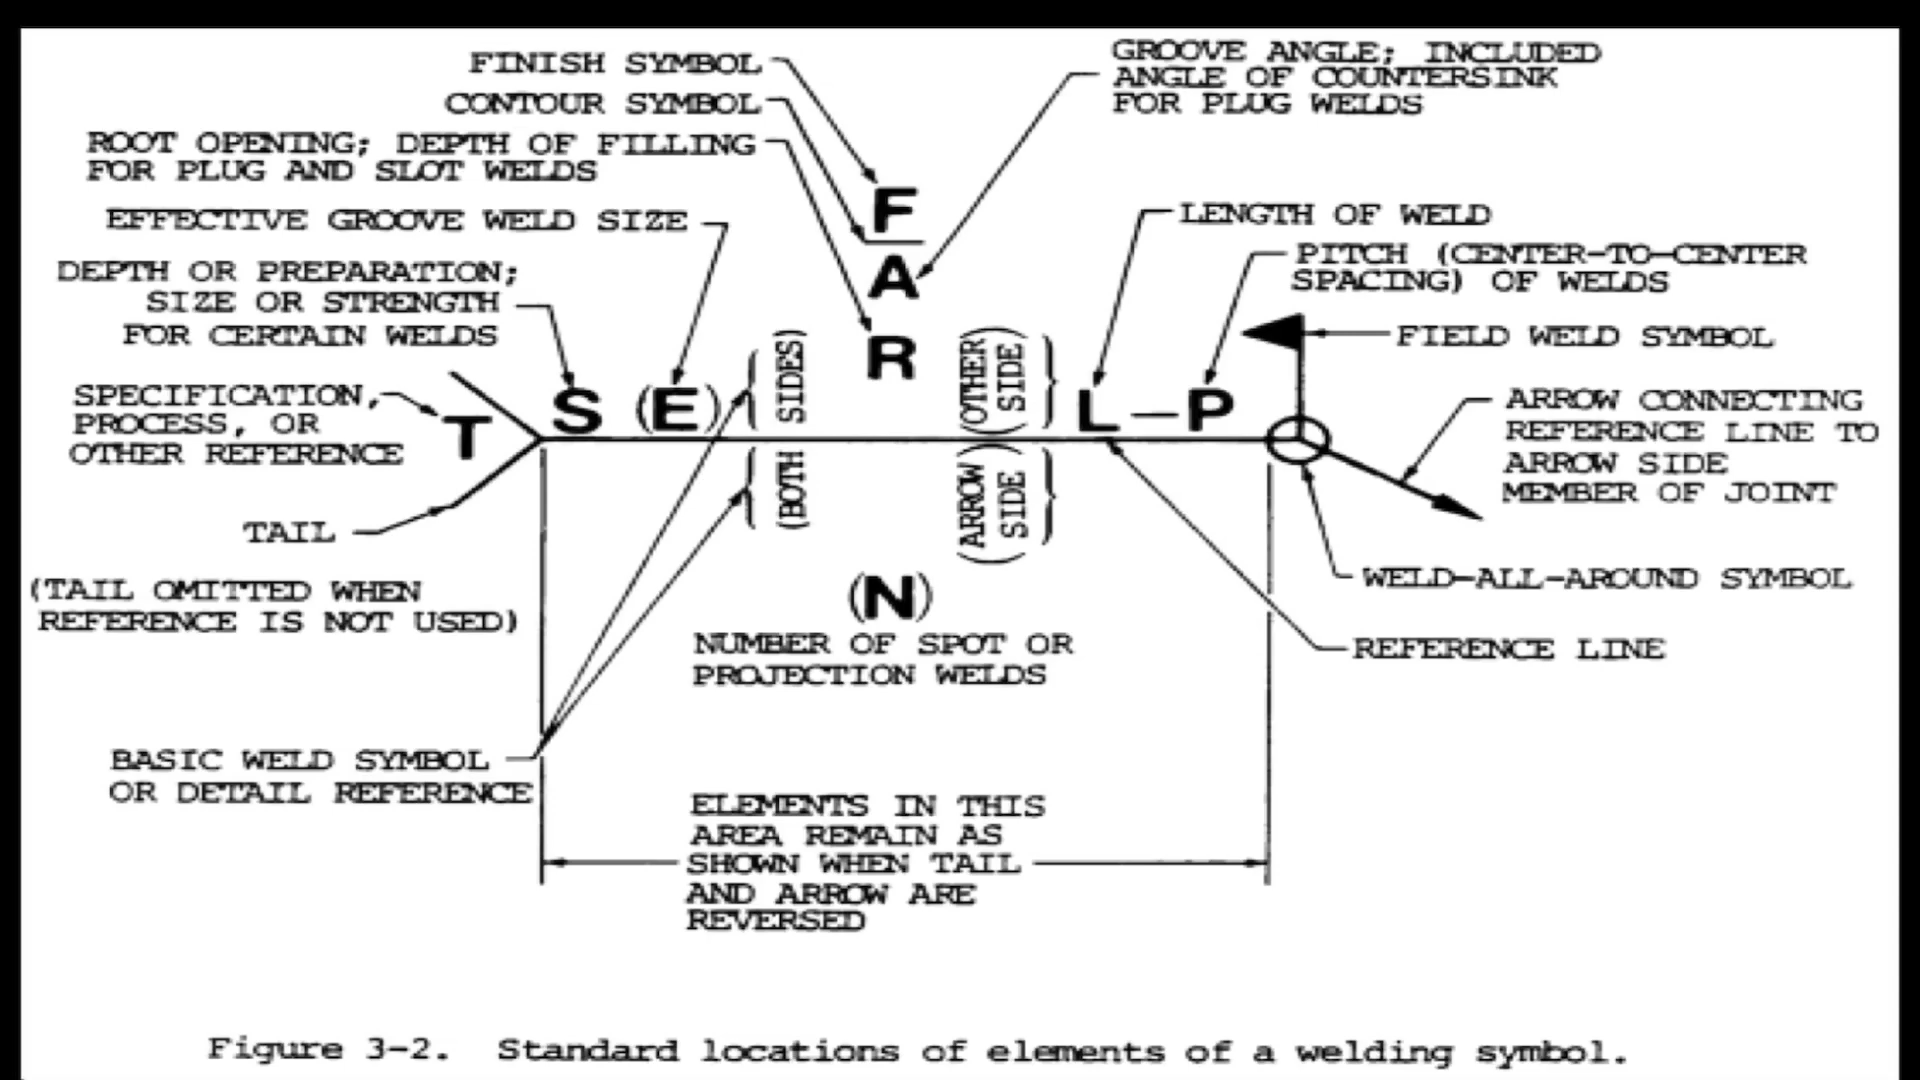 FINISH SYMBOL
CONTOUR SYMBOL
ROOT OPENING; DEPTH OF FILLING
FOR PLUG AND SLOT WELDS
EFFECTIVE GROOVE WELD SIZE
DEPTH OR PREPARATION;
SIZE OR STRENGTH
FOR CERTAIN WELDS
SPECIFICATION,
PROCESS, OR
OTHER REFERENCE
TAIL
(TAIL OMITTED WHEN
REFERENCE IS NOT USED)
BASIC WELD SYMBOL
OR DETAIL REFERENCE
GROOVE ANGLE; INCLUDED
ANGLE OF COUNTERSINK
FOR PLUG WELDS
F
A
R
T
S (E)
(BOTH SIDES)
(OTHER SIDE)
(ARROW SIDE)
L-P
(N)
NUMBER OF SPOT OR
PROJECTION WELDS
LENGTH OF WELD
PITCH (CENTER-TO-CENTER
SPACING) OF WELDS
FIELD WELD SYMBOL
ARROW CONNECTING
REFERENCE LINE TO
ARROW SIDE
MEMBER OF JOINT
WELD-ALL-AROUND SYMBOL
REFERENCE LINE
ELEMENTS IN THIS
AREA REMAIN AS
SHOWN WHEN TAIL
AND ARROW ARE
REVERSED
Figure 3-2. Standard locations of elements of a welding symbol.